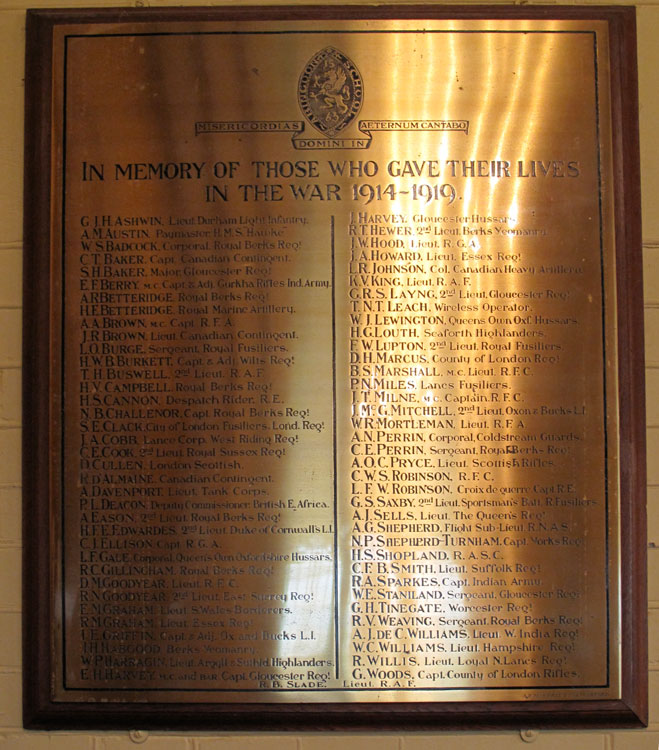 ABINGDON SCHOOL
63
MISERICORDIAS
AETERNUM CANTABO
DOMINI IN
IN MEMORY OF THOSE WHO GAVE THEIR LIVES
IN THE WAR 1914-1919.
G.J.H. ASHWIN, Lieut. Durham Light Infantry.
A.M. AUSTIN, Paymaster, H.M.S. Hawke
W.S. BADCOCK, Corporal, Royal Berks Regt
C.T. BAKER, Capt. Canadian Contingent.
S.H. BAKER, Major, Gloucester Regt
E.F. BERRY, M.C. Capt. & Adj. Gurkha Rifles Ind. Army.
A.R. BETTERIDGE, Royal Berks Regt
H.F. BETTERIDGE, Royal Marine Artillery.
A.A. BROWN, M.C. Capt. R.F.A.
J.R. BROWN, Lieut. Canadian Contingent.
L.O. BURGE, Sergeant, Royal Fusiliers.
H.W.B. BURKETT, Capt. & Adj. Wilts Regt
T.H. BUSWELL, 2nd Lieut. R.A.F.
H.V. CAMPBELL, Royal Berks Regt
H.S. CANNON, Despatch Rider, R.E.
N.B. CHALLENOR, Capt. Royal Berks Regt
S.E. CLACK, City of London Fusiliers, Lond. Regt
J.A. COBB, Lance Corp. West Riding Regt
C.E. COOK, 2nd Lieut. Royal Sussex Regt
D. CULLEN, London Scottish.
R.D'ALMAINE, Canadian Contingent.
A. DAVENPORT, Lieut. Tank Corps.
P.L. DEACON, Deputy Commissioner, British E. Africa.
A. EASON, 2nd Lieut. Royal Berks Regt
H.F.E. EDWARDES, 2nd Lieut. Duke of Cornwall's L.I.
C.J. ELLISON, Capt. R.G.A.
C.F. GALE, Corporal, Queen's Own Oxfordshire Hussars.
R.C. GILLINGHAM, Royal Berks Regt
D.M. GOODYEAR, Lieut. R.F.C.
R.N. GOODYEAR, 2nd Lieut. East Surrey Regt
E.M. GRAHAM, Lieut. S. Wales Borderers.
R.M. GRAHAM, Lieut. Essex Regt
T.E. GRIFFIN, Capt. & Adj. Ox and Bucks L.I.
HABGOOD, Berks Yeomanry.
W.P. HARRAGIN, Lieut. Argyll & Suthld. Highlanders.
E.H. HARVEY, M.C. and BAR Capt. Gloucester Regt
J. HARVEY, Gloucester Hussars.
R.T. HEWER, 2nd Lieut. Berks Yeomanry.
J.W. HOOD, Lieut. R.G.A.
J.A. HOWARD, Lieut. Essex Regt
L.R. JOHNSON, Col. Canadian Heavy Artillery.
K.V. KING, Lieut. R.A.F.
G.R.S. LAYNG, 2nd Lieut. Gloucester Regt
T.N.T. LEACH, Wireless Operator.
W.J. LEWINGTON, Queens Own Oxf. Hussars.
H.G. LOUTH, Seaforth Highlanders.
F.W. LUPTON, 2nd Lieut. Royal Fusiliers.
D.H. MARCUS, County of London Regt
B.S. MARSHALL, M.C. Lieut. R.F.C.
P.N. MILES, Lancs Fusiliers.
J.T. MILNE, M.C. Captain, R.F.C.
J.McG. MITCHELL, 2nd Lieut. Oxon & Bucks L.I.
W.R. MORTLEMAN, Lieut. R.F.A.
A.N. PERRIN, Corporal, Coldstream Guards.
C.E. PERRIN, Sergeant, Royal Berks Regt
A.O.C. PRYCE, Lieut. Scottish Rifles.
C.W.S. ROBINSON, R.F.C.
L.F.W. ROBINSON, Croix de guerre, Capt. R.E.
G.S. SAXBY, 2nd Lieut. Sportsman's Batt. R. Fusiliers.
A.J. SELLS, Lieut. The Queen's Regt
A.G. SHEPHERD, Flight Sub-Lieut. R.N.A.S.
N.P. SHEPHERD-TURNHAM, Capt. Yorks Regt
H.S. SHOPLAND, R.A.S.C.
C.F.B. SMITH, Lieut. Suffolk Regt
R.A. SPARKES, Capt. Indian Army.
W.E. STANILAND, Sergeant, Gloucester Regt
G.H. TINEGATE, Worcester Regt
R.V. WEAVING, Sergeant, Royal Berks Regt
A.J. DE C. WILLIAMS, Lieut. W. India Regt
W.C. WILLIAMS, Lieut. Hampshire Regt
R. WILLIS, Lieut. Loyal N. Lancs Regt
G. WOODS, Capt. County of London Rifles.
R.B. SLADE, Lieut. R.A.F.